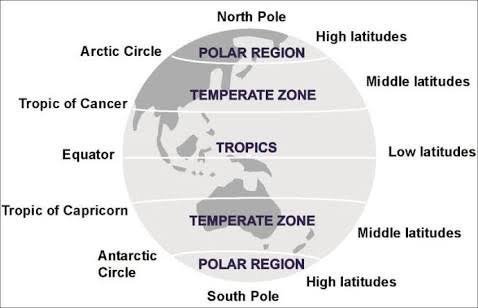 North Pole
High latitudes
Arctic Circle
POLAR REGION
Middle latitudes
TEMPERATE ZONE
Tropic of Cancer
TROPICS
Equator
Low latitudes
Tropic of Capricorn
TEMPERATE ZONE
Middle latitudes
Antarctic
Circle
POLAR REGION
High latitudes
South Pole